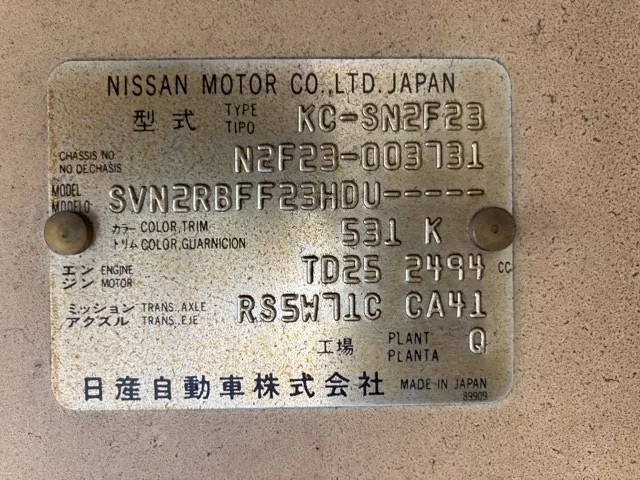 NISSAN MOTOR CO.,LTD.JAPAN
型式 TYPE TIPO KC-SN2F23
CHASSIS NO. NO DE.CHASIS N2F23-003731
MODEL MODELO SVN2RBFF23HDU-----
カラー COLOR,TRIM トリム COLOR,GUARNICION 531 K
エンジン ENGINE MOTOR TD25 2494 CC
ミッション TRANS.,AXLE アクスル TRANS.,EJE RS5W71C CA41
工場 PLANT PLANTA Q
日産自動車株式会社 MADE IN JAPAN
89909